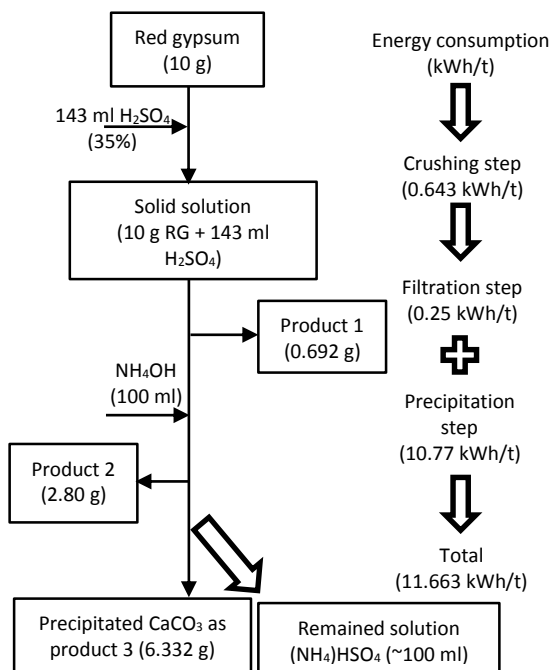 Red gypsum
(10 g)
143 ml H₂SO₄
(35%)
Solid solution
(10 g RG + 143 ml
H₂SO₄)
Product 1
(0.692 g)
NH₄OH
(100 ml)
Product 2
(2.80 g)
Precipitated CaCO₃ as
product 3 (6.332 g)
Remained solution
(NH₄)HSO₄ (~100 ml)
Energy consumption
(kWh/t)
Crushing step
(0.643 kWh/t)
Filtration step
(0.25 kWh/t)
Precipitation
step
(10.77 kWh/t)
Total
(11.663 kWh/t)